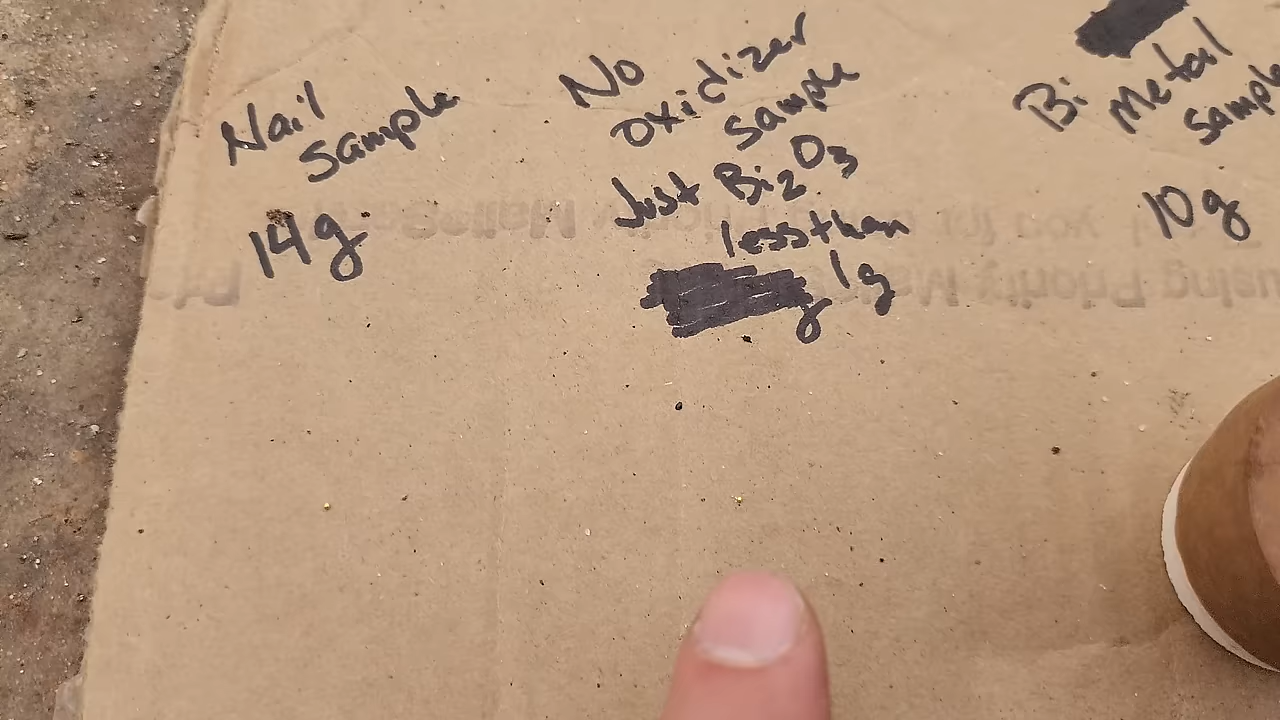 Nail
Sample
14g
No
oxidizer
Sample
Just Bi2O3
less than
g 1g
Bi
Metal
Sample
10g